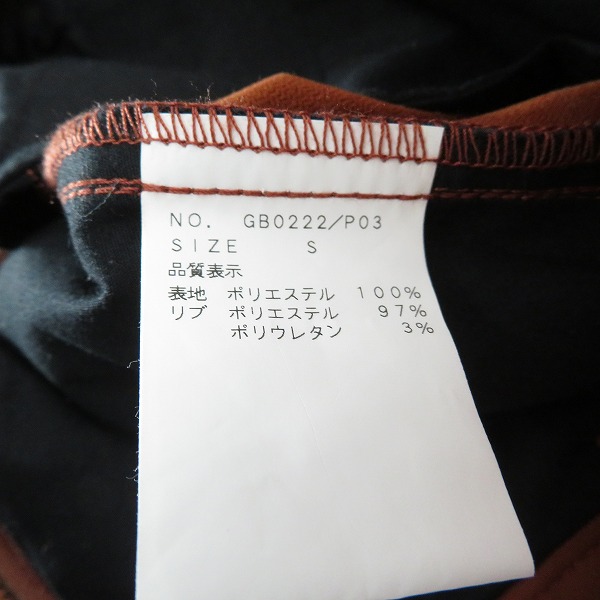 NO. GB0222/P03
SIZE S
品質表示
表地 ポリエステル 100%
リブ ポリエステル 97%
ポリウレタン 3%